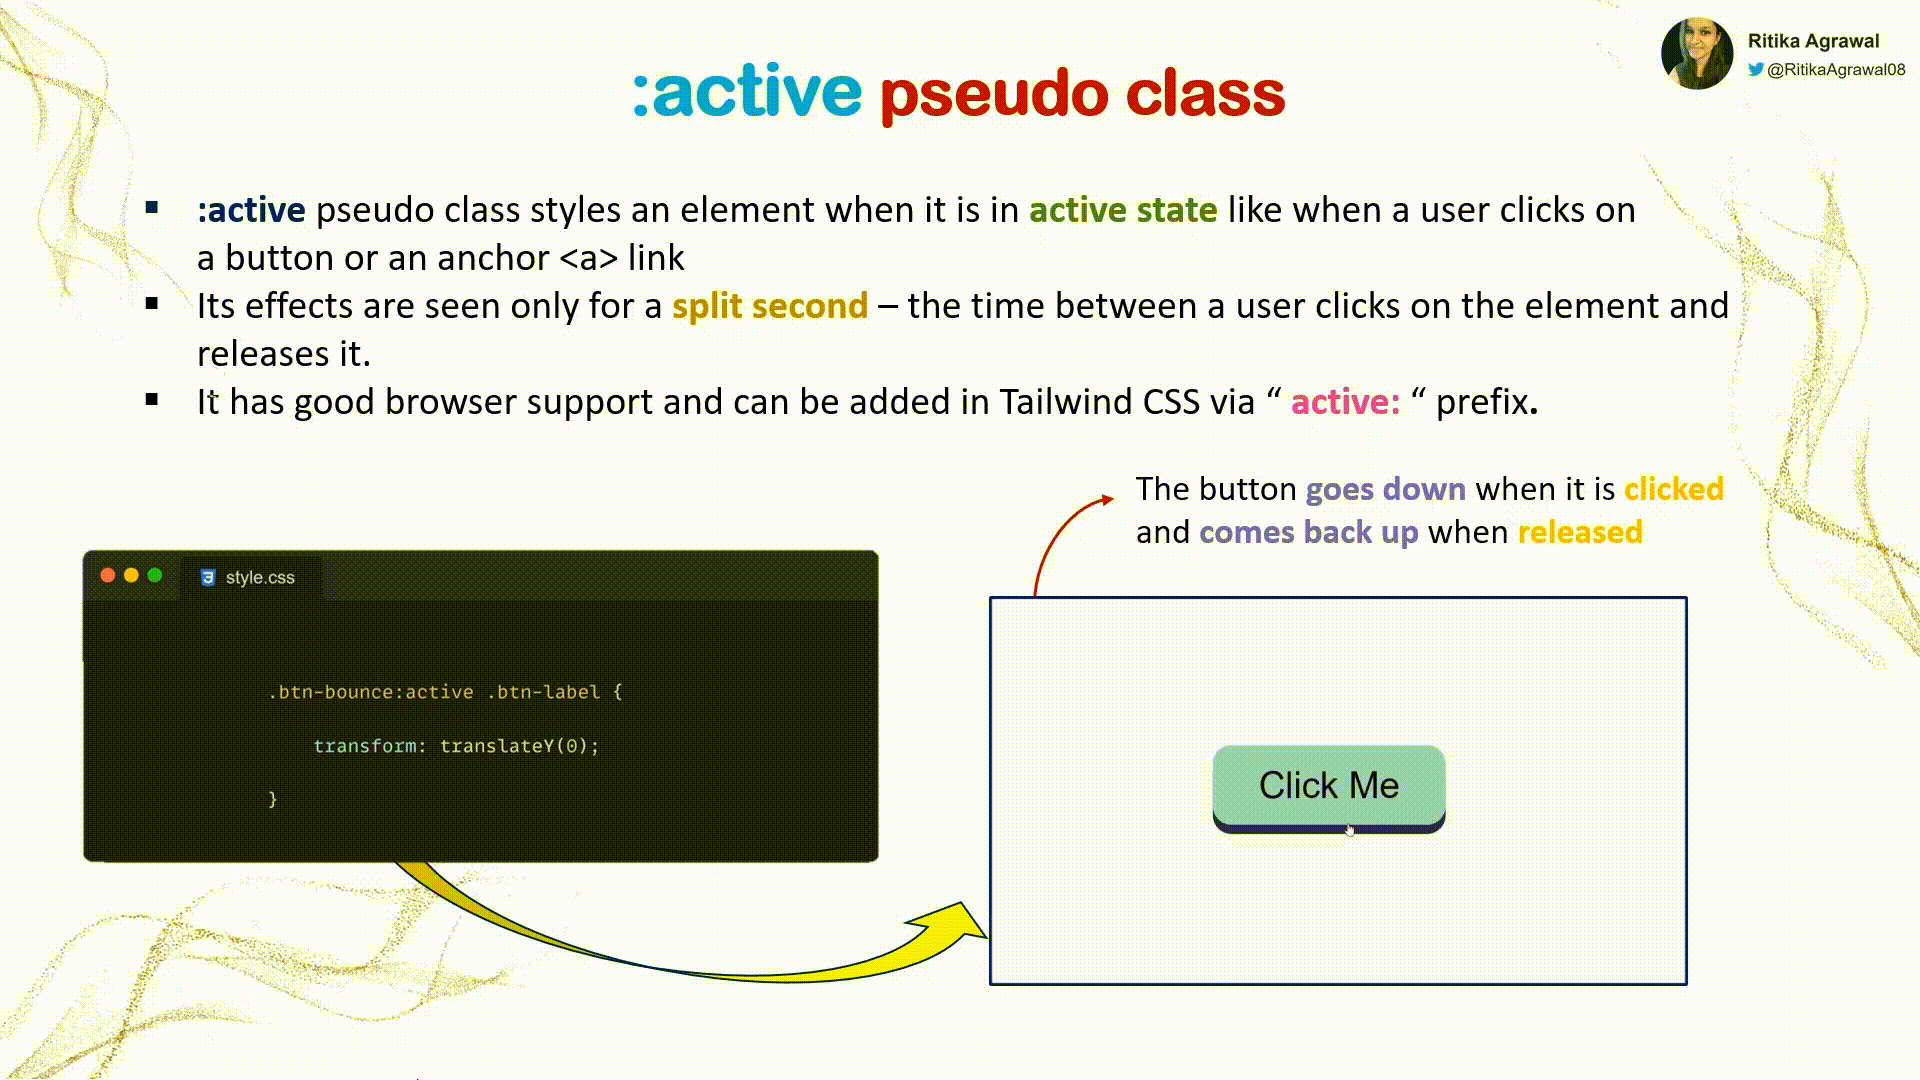 Ritika Agrawal
@RitikaAgrawal08
:active pseudo class
:active pseudo class styles an element when it is in active state like when a user clicks on
a button or an anchor <a> link
Its effects are seen only for a split second – the time between a user clicks on the element and
releases it.
It has good browser support and can be added in Tailwind CSS via “ active: “ prefix.
The button goes down when it is clicked
and comes back up when released
style.css
.btn-bounce:active .btn-label {
transform: translateY(0);
}
Click Me